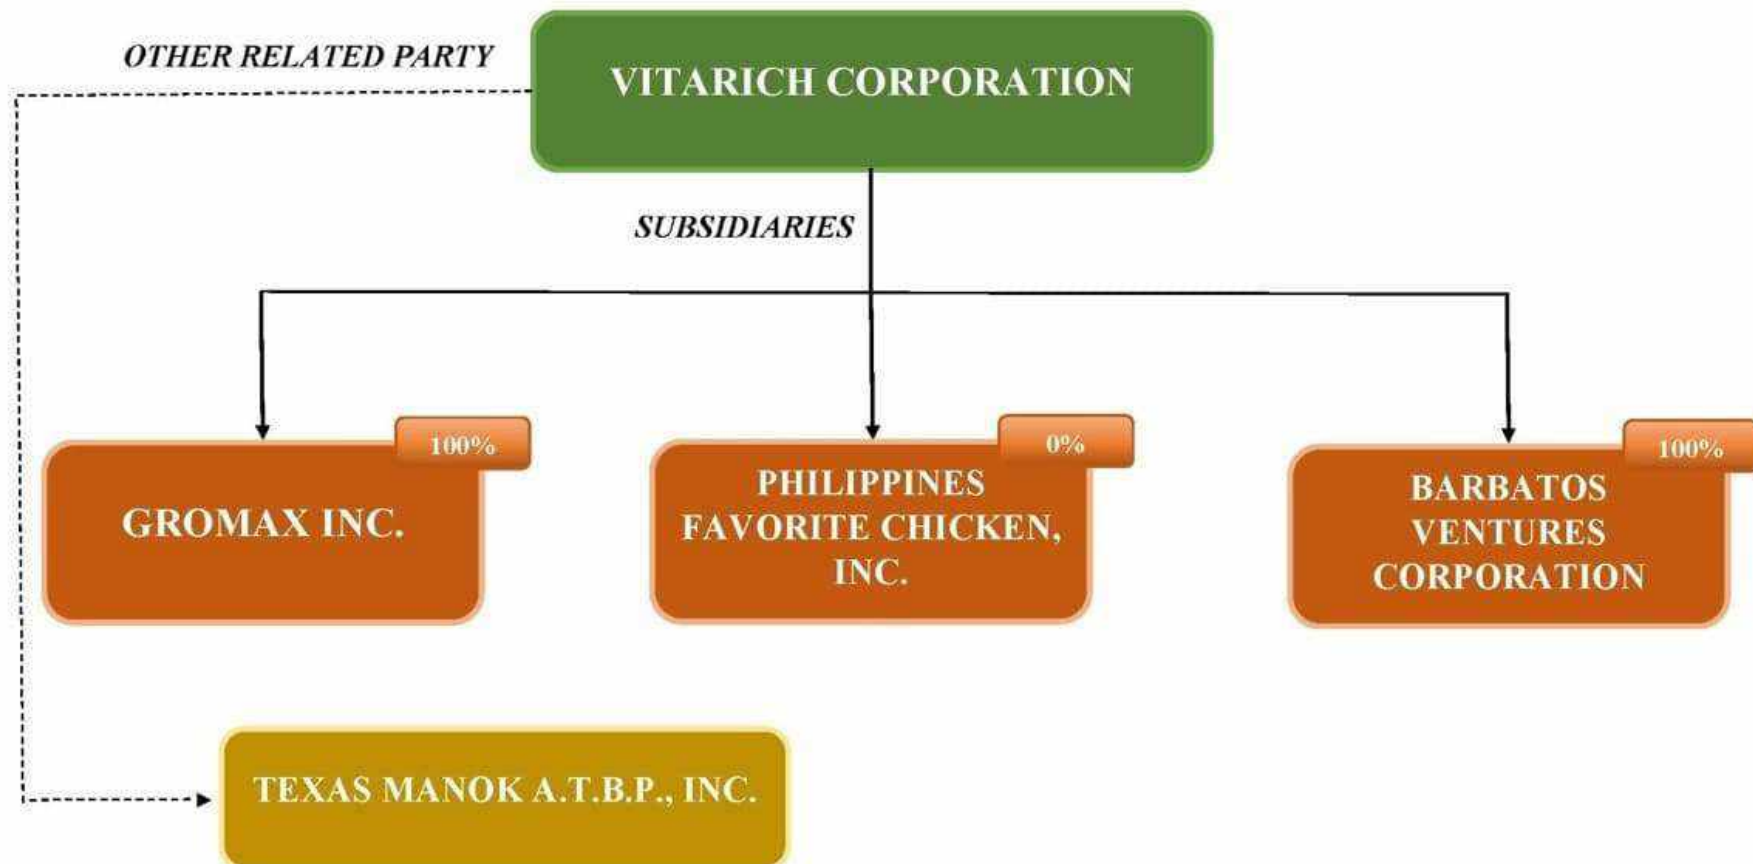 OTHER RELATED PARTY
VITARICH CORPORATION
SUBSIDIARIES
100%
GROMAX INC.
0%
PHILIPPINES
FAVORITE CHICKEN,
INC.
100%
BARBATOS
VENTURES
CORPORATION
TEXAS MANOK A.T.B.P., INC.